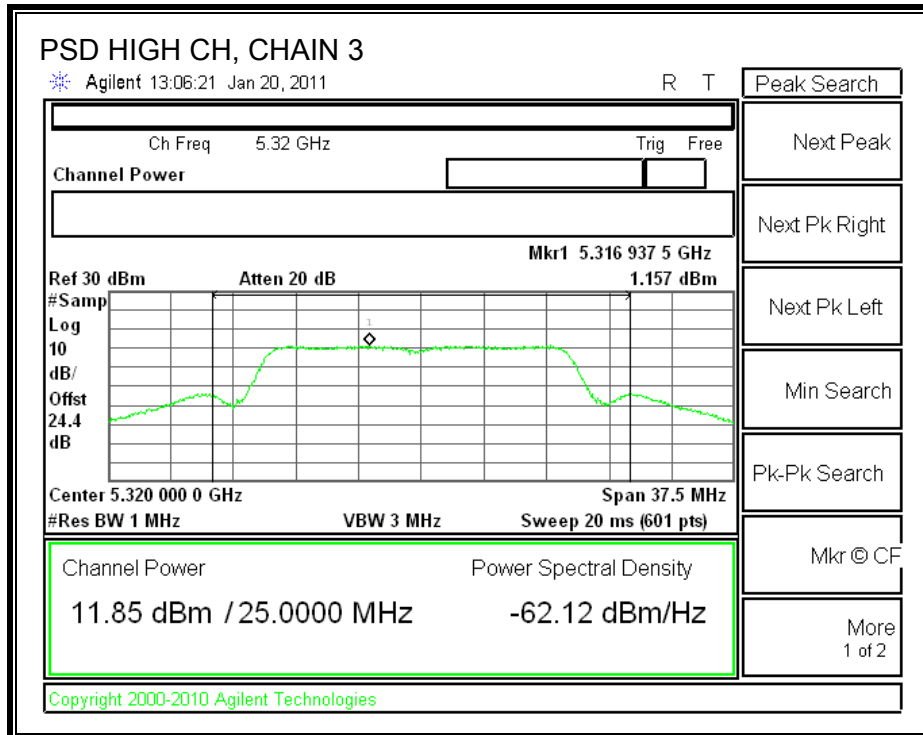 PSD HIGH CH, CHAIN 3
Agilent 13:06:21 Jan 20, 2011 R T
Peak Search
Ch Freq 5.32 GHz Trig Free
Channel Power
Mkr1 5.316 937 5 GHz
Ref 30 dBm Atten 20 dB 1.157 dBm
#Samp
Log
10
dB/
Offst
24.4
dB
1
Center 5.320 000 0 GHz Span 37.5 MHz
#Res BW 1 MHz VBW 3 MHz Sweep 20 ms (601 pts)
Channel Power Power Spectral Density
11.85 dBm / 25.0000 MHz -62.12 dBm/Hz
Copyright 2000-2010 Agilent Technologies
Next Peak
Next Pk Right
Next Pk Left
Min Search
Pk-Pk Search
Mkr © CF
More
1 of 2